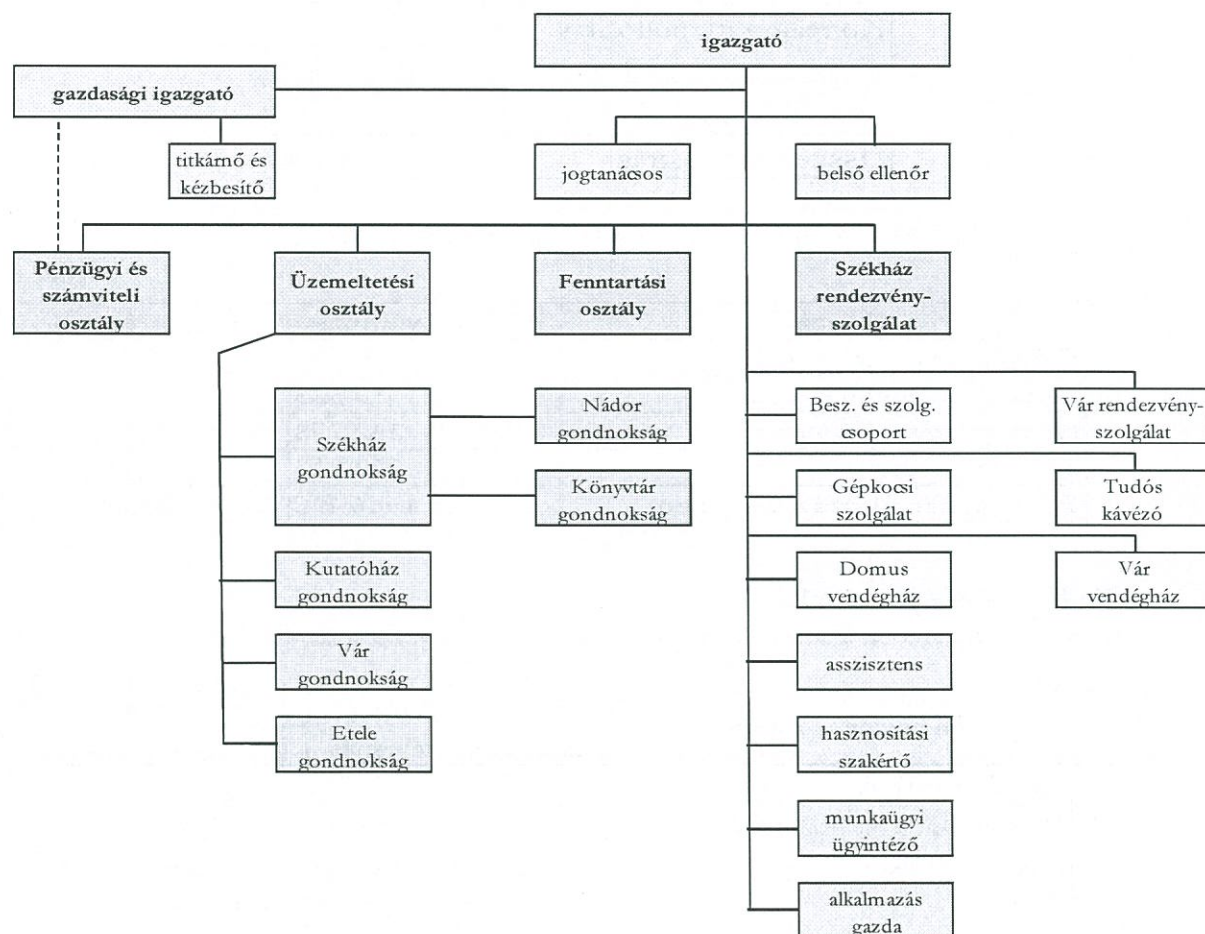 igazgató
gazdasági igazgató
titkárnő és
kézbesítő
jogtanácsos
belső ellenőr
Pénzügyi és
számviteli
osztály
Üzemeltetési
osztály
Fenntartási
osztály
Székház
rendezvény-
szolgálat
Székház
gondnokság
Nádor
gondnokság
Könyvtár
gondnokság
Kutatóház
gondnokság
Vár
gondnokság
Etele
gondnokság
Besz. és szolg.
csoport
Vár rendezvény-
szolgálat
Gépkocsi
szolgálat
Tudós
kávézó
Domus
vendégház
Vár
vendégház
asszisztens
hasznosítási
szakértő
munkaügyi
ügyintéző
alkalmazás
gazda